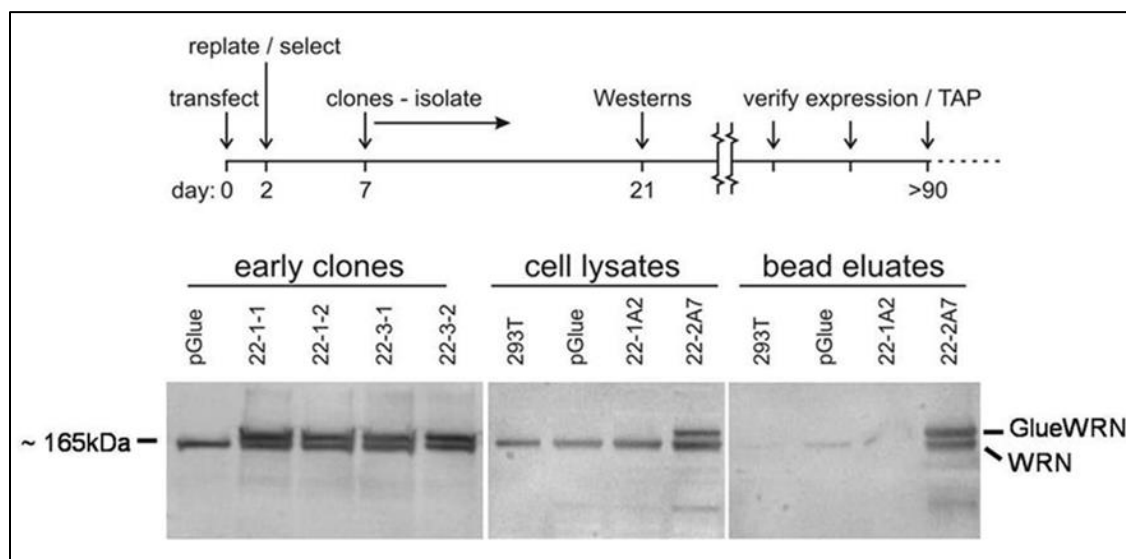 replate / select
transfect
clones - isolate
Westerns
verify expression / TAP
day: 0 2 7 21 >90
early clones
cell lysates
bead eluates
pGlue
22-1-1
22-1-2
22-3-1
22-3-2
293T
pGlue
22-1A2
22-2A7
293T
pGlue
22-1A2
22-2A7
~ 165kDa
GlueWRN
WRN